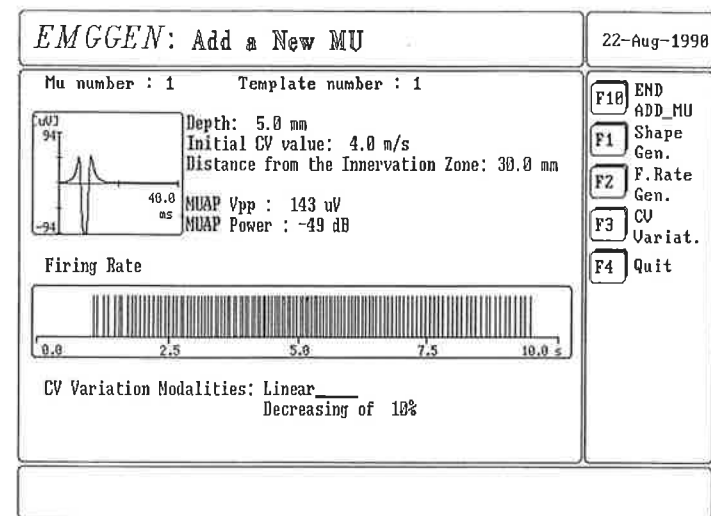 EMGGEN: Add a New MU
22-Aug-1990
Mu number : 1 Template number : 1
[uV]
94
40.0
ms
-94
Depth: 5.0 mm
Initial CV value: 4.0 m/s
Distance from the Innervation Zone: 30.0 mm
MUAP Vpp : 143 uV
MUAP Power : -49 dB
Firing Rate
0.0 2.5 5.0 7.5 10.0 s
CV Variation Modalities: Linear____
Decreasing of 10%
F10 END
ADD_MU
F1 Shape
Gen.
F2 F.Rate
Gen.
F3 CV
Variat.
F4 Quit